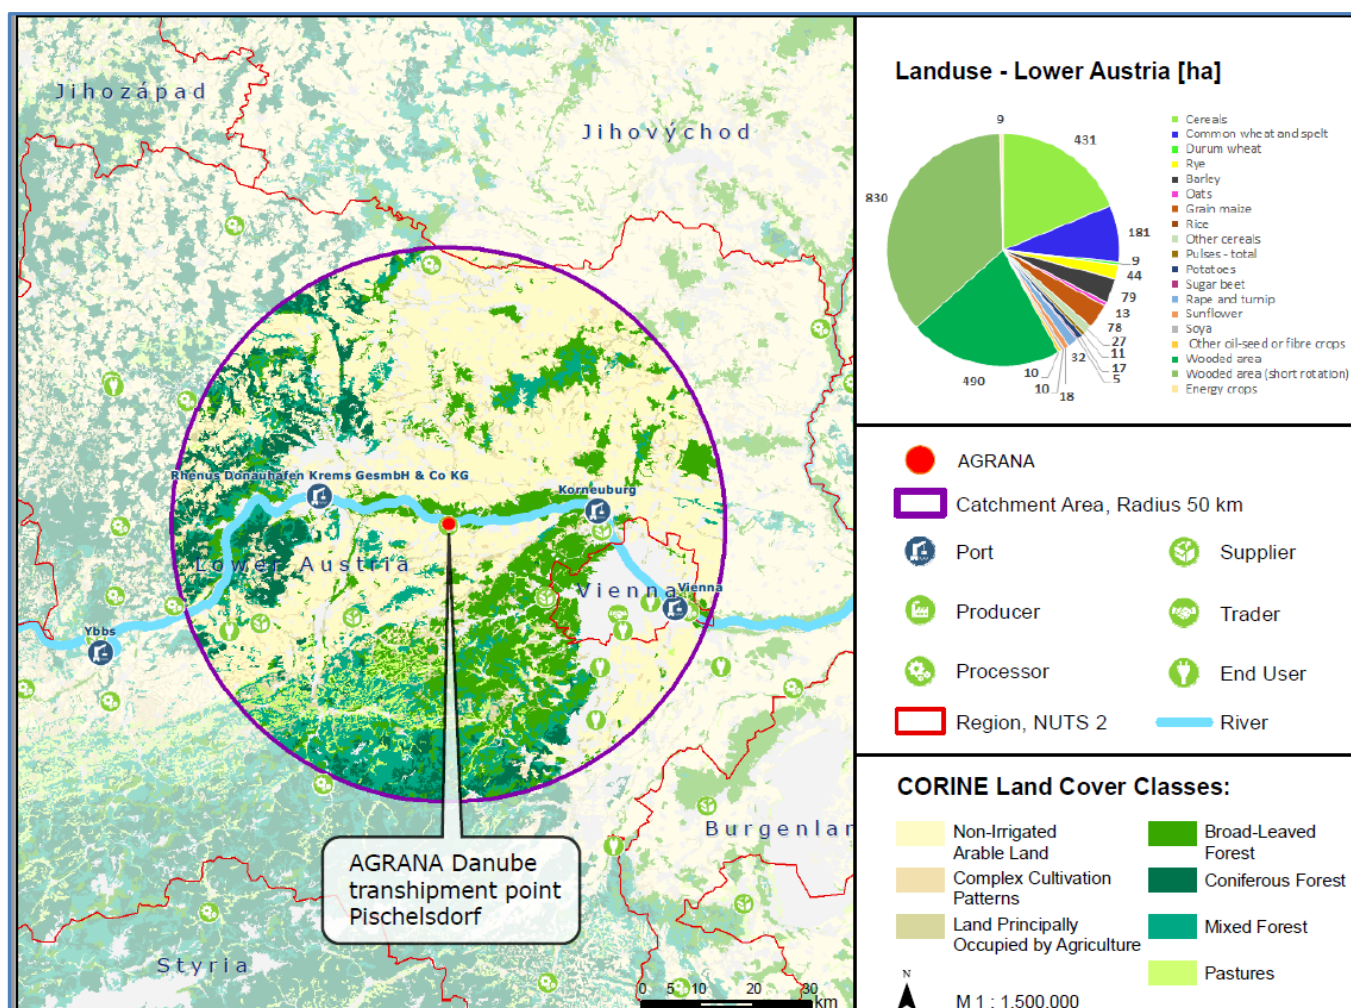 Jihozápad
Jihovýchod
Rhenus Donauhafen Krems GesmbH & Co KG
Korneuburg
Lower Austria
Vienna
Vienna
Ybbs
Burgenlar
AGRANA Danube
transhipment point
Pischelsdorf
Styria
0 5 10 20 30
km
Landuse - Lower Austria [ha]
9
431
830
181
9
44
79
13
78
27
11
17
5
32
18
10
10
490
Cereals
Common wheat and spelt
Durum wheat
Rye
Barley
Oats
Grain maize
Rice
Other cereals
Pulses - total
Potatoes
Sugar beet
Rape and turnip
Sunflower
Soya
Other oil-seed or fibre crops
Wooded area
Wooded area (short rotation)
Energy crops
AGRANA
Catchment Area, Radius 50 km
Port
Supplier
Producer
Trader
Processor
End User
Region, NUTS 2
River
CORINE Land Cover Classes:
Non-Irrigated
Arable Land
Complex Cultivation
Patterns
Land Principally
Occupied by Agriculture
Broad-Leaved
Forest
Coniferous Forest
Mixed Forest
Pastures
N
M 1 : 1.500.000